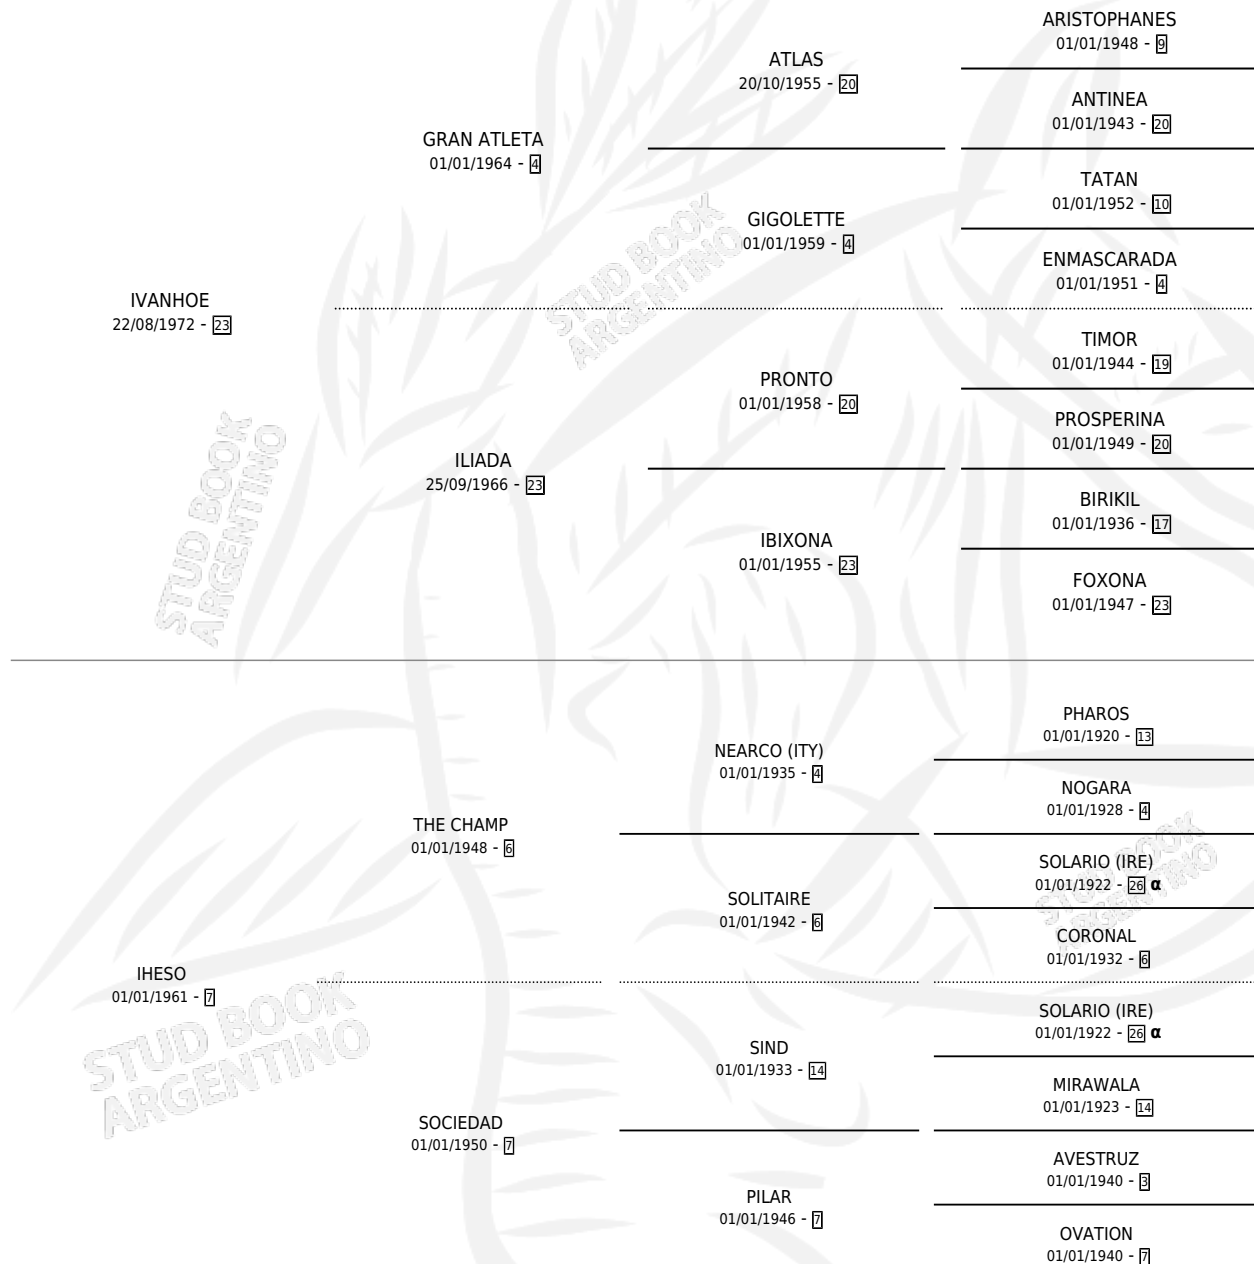 ARISTOPHANES
01/01/1948 - 9
ATLAS
20/10/1955 - 20
ANTINEA
01/01/1943 - 20
GRAN ATLETA
01/01/1964 - 4
TATAN
01/01/1952 - 10
GIGOLETTE
01/01/1959 - 4
ENMASCARADA
01/01/1951 - 4
IVANHOE
22/08/1972 - 23
TIMOR
01/01/1944 - 19
PRONTO
01/01/1958 - 20
PROSPERINA
01/01/1949 - 20
ILIADA
25/09/1966 - 23
BIRIKIL
01/01/1936 - 17
IBIXONA
01/01/1955 - 23
FOXONA
01/01/1947 - 23
PHAROS
01/01/1920 - 13
NEARCO (ITY)
01/01/1935 - 4
NOGARA
01/01/1928 - 4
THE CHAMP
01/01/1948 - 6
SOLARIO (IRE)
01/01/1922 - 26 α
SOLITAIRE
01/01/1942 - 6
CORONAL
01/01/1932 - 6
IHESO
01/01/1961 - 7
SOLARIO (IRE)
01/01/1922 - 26 α
SIND
01/01/1933 - 14
MIRAWALA
01/01/1923 - 14
SOCIEDAD
01/01/1950 - 7
AVESTRUZ
01/01/1940 - 3
PILAR
01/01/1946 - 7
OVATION
01/01/1940 - 7
STUD BOOK
ARGENTINO
STUD BOOK
ARGENTINO
STUD BOOK
ARGENTINO
STUD BOOK
ARGENTINO